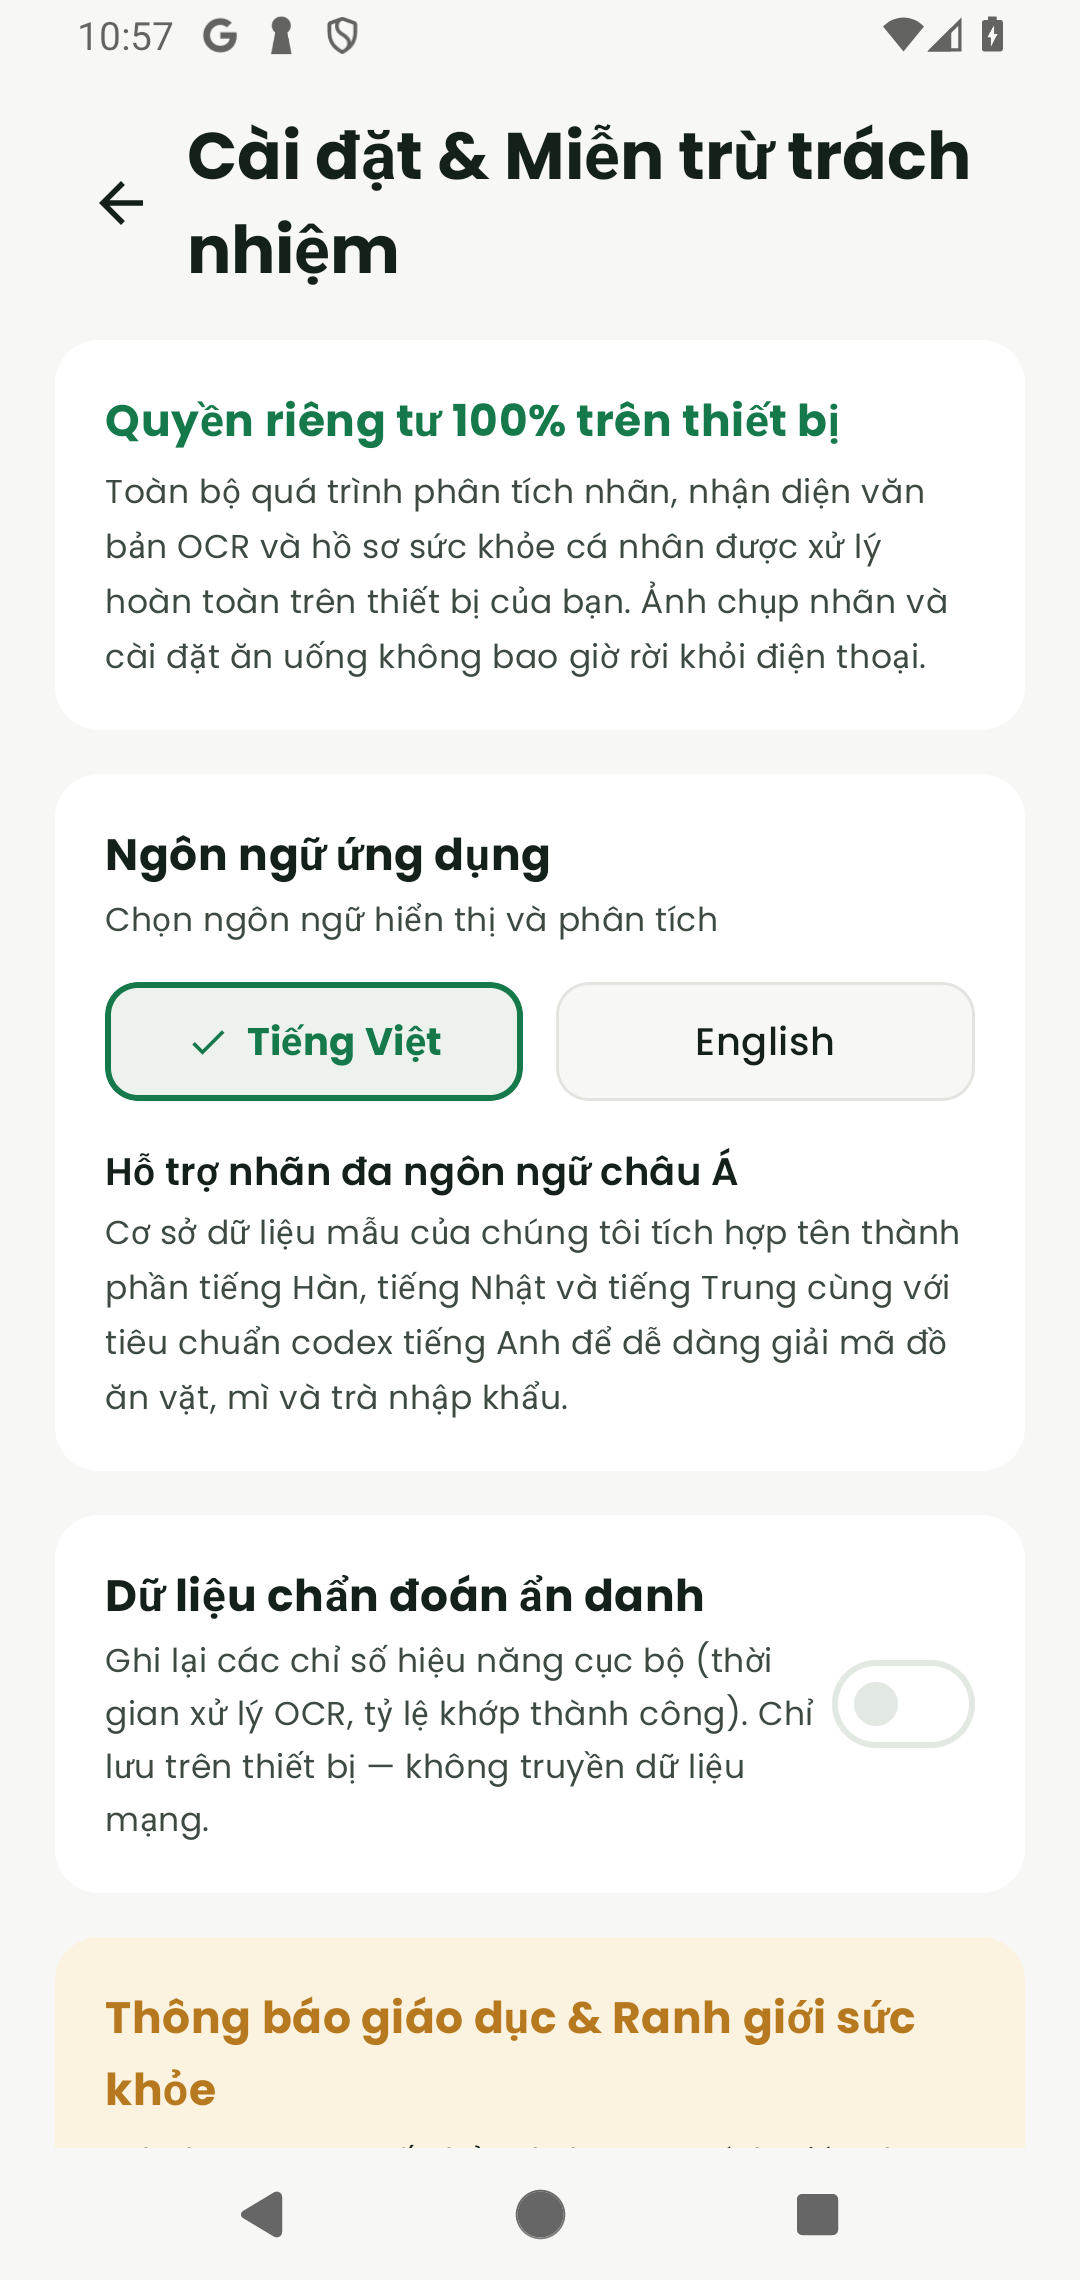 10:57
Cài đặt & Miễn trừ trách
nhiệm
Quyền riêng tư 100% trên thiết bị
Toàn bộ quá trình phân tích nhãn, nhận diện văn
bản OCR và hồ sơ sức khỏe cá nhân được xử lý
hoàn toàn trên thiết bị của bạn. Ảnh chụp nhãn và
cài đặt ăn uống không bao giờ rời khỏi điện thoại.
Ngôn ngữ ứng dụng
Chọn ngôn ngữ hiển thị và phân tích
Tiếng Việt
English
Hỗ trợ nhãn đa ngôn ngữ châu Á
Cơ sở dữ liệu mẫu của chúng tôi tích hợp tên thành
phần tiếng Hàn, tiếng Nhật và tiếng Trung cùng với
tiêu chuẩn codex tiếng Anh để dễ dàng giải mã đồ
ăn vặt, mì và trà nhập khẩu.
Dữ liệu chẩn đoán ẩn danh
Ghi lại các chỉ số hiệu năng cục bộ (thời
gian xử lý OCR, tỷ lệ khớp thành công). Chỉ
lưu trên thiết bị — không truyền dữ liệu
mạng.
Thông báo giáo dục & Ranh giới sức
khỏe